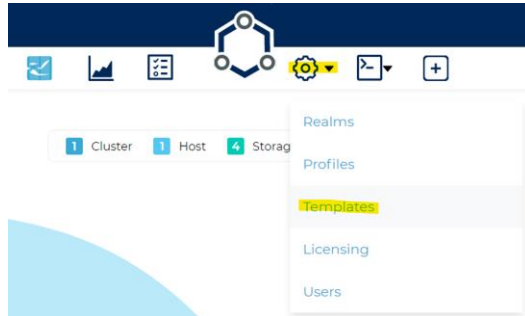 1 Cluster 1 Host 4 Storag
Realms
Profiles
Templates
Licensing
Users